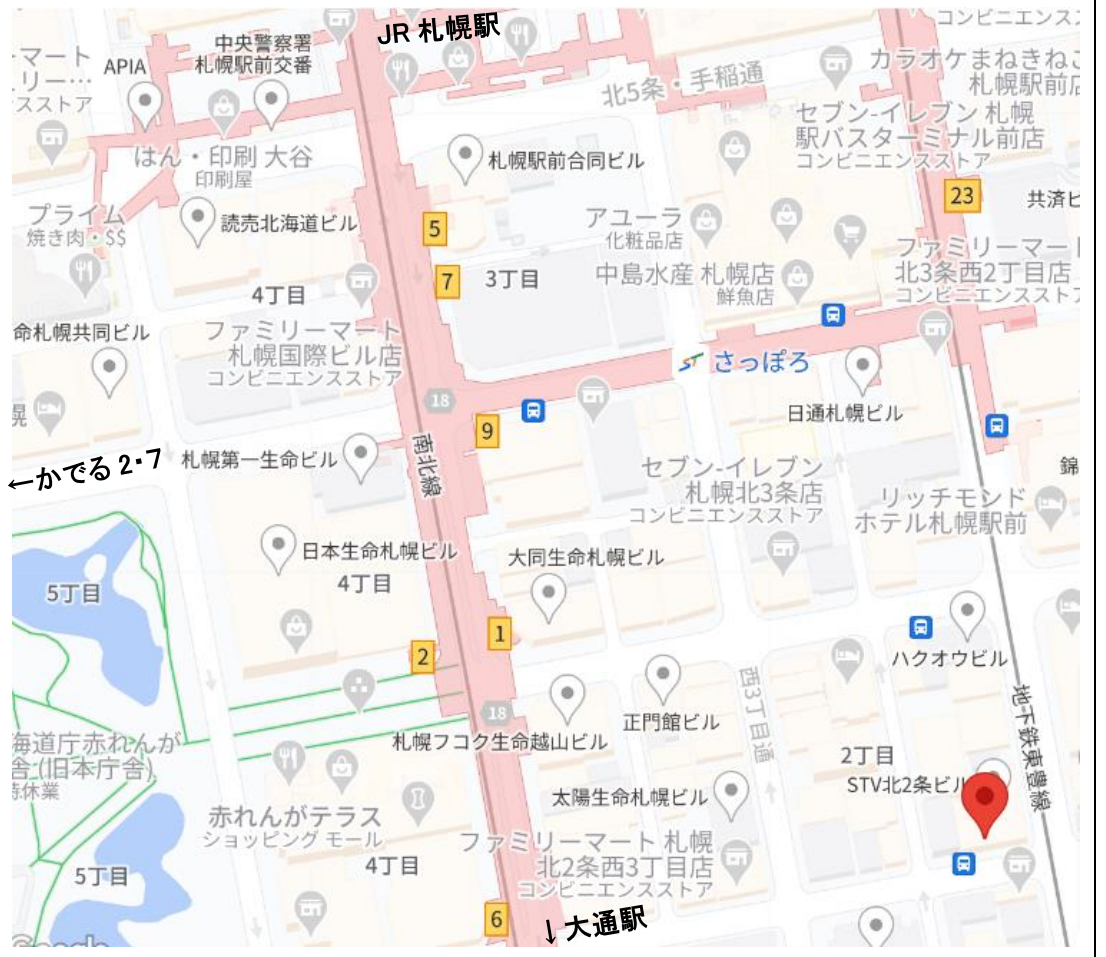 JR 札幌駅
コンビニエンスス
マート
リー…
スストア
APIA
中央警察署
札幌駅前交番
カラオケまねきねこ
札幌駅前店
北5条・手稲通
セブン-イレブン 札幌
駅バスターミナル前店
コンビニエンスストア
はん・印刷 大谷
印刷屋
札幌駅前合同ビル
23
共済ビ
プライム
焼き肉・$$
読売北海道ビル
5
アユーラ
化粧品店
ファミリーマート
北3条西2丁目店
コンビニエンススト
7
3丁目
中島水産 札幌店
鮮魚店
4丁目
命札幌共同ビル
ファミリーマート
札幌国際ビル店
コンビニエンスストア
さっぽろ
18
日通札幌ビル
幌
9
←かでる 2・7
札幌第一生命ビル
南北線
錦
セブン-イレブン
札幌北3条店
コンビニエンスストア
リッチモンド
ホテル札幌駅前
日本生命札幌ビル
4丁目
大同生命札幌ビル
5丁目
1
2
ハクオウビル
18
正門館ビル
西3丁目通
地下鉄東豊線
札幌フコク生命越山ビル
海道庁赤れんが
舎 (旧本庁舎)
時休業
2丁目
STV北2条ビル
太陽生命札幌ビル
赤れんがテラス
ショッピング モール
ファミリーマート 札幌
北2条西3丁目店
コンビニエンスストア
4丁目
5丁目
6
↓大通駅
Google